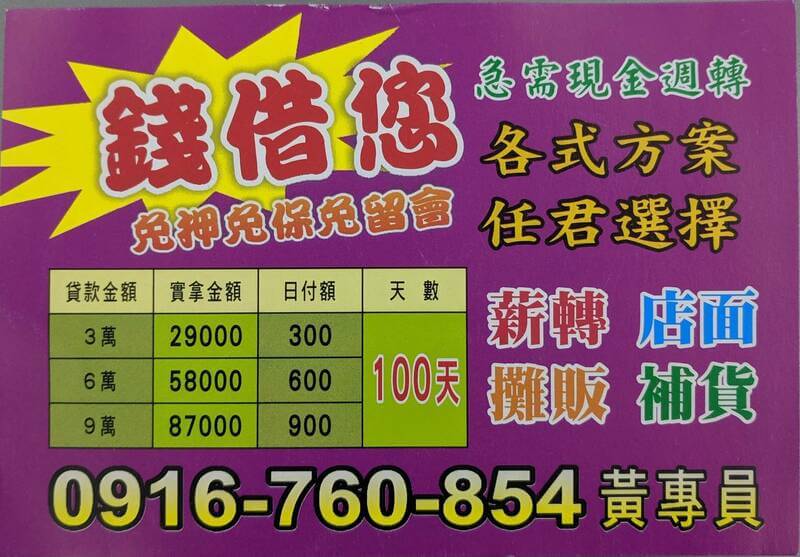 錢借您
免押免保免留會
急需現金週轉
各式方案
任君選擇
貸款金額 實拿金額 日付額 天數
3萬 29000 300 100天
6萬 58000 600
9萬 87000 900
薪轉 店面
攤販 補貨
0916-760-854 黃專員